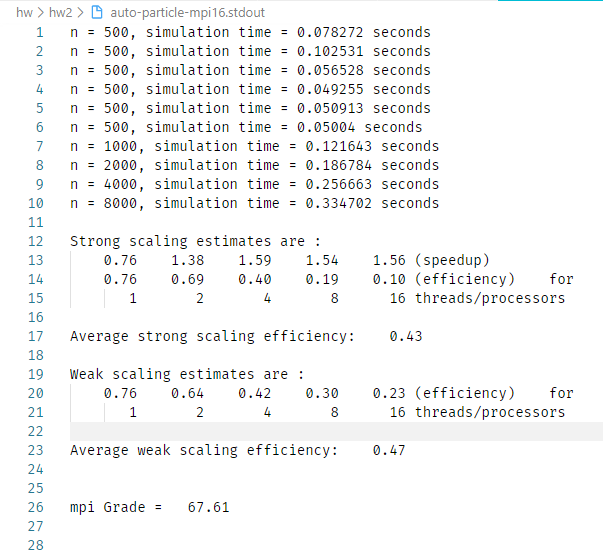 hw > hw2 > auto-particle-mpi16.stdout
1 n = 500, simulation time = 0.078272 seconds
2 n = 500, simulation time = 0.102531 seconds
3 n = 500, simulation time = 0.056528 seconds
4 n = 500, simulation time = 0.049255 seconds
5 n = 500, simulation time = 0.050913 seconds
6 n = 500, simulation time = 0.05004 seconds
7 n = 1000, simulation time = 0.121643 seconds
8 n = 2000, simulation time = 0.186784 seconds
9 n = 4000, simulation time = 0.256663 seconds
10 n = 8000, simulation time = 0.334702 seconds
11
12 Strong scaling estimates are :
13 0.76 1.38 1.59 1.54 1.56 (speedup)
14 0.76 0.69 0.40 0.19 0.10 (efficiency) for
15 1 2 4 8 16 threads/processors
16
17 Average strong scaling efficiency: 0.43
18
19 Weak scaling estimates are :
20 0.76 0.64 0.42 0.30 0.23 (efficiency) for
21 1 2 4 8 16 threads/processors
22
23 Average weak scaling efficiency: 0.47
24
25
26 mpi Grade = 67.61
27
28